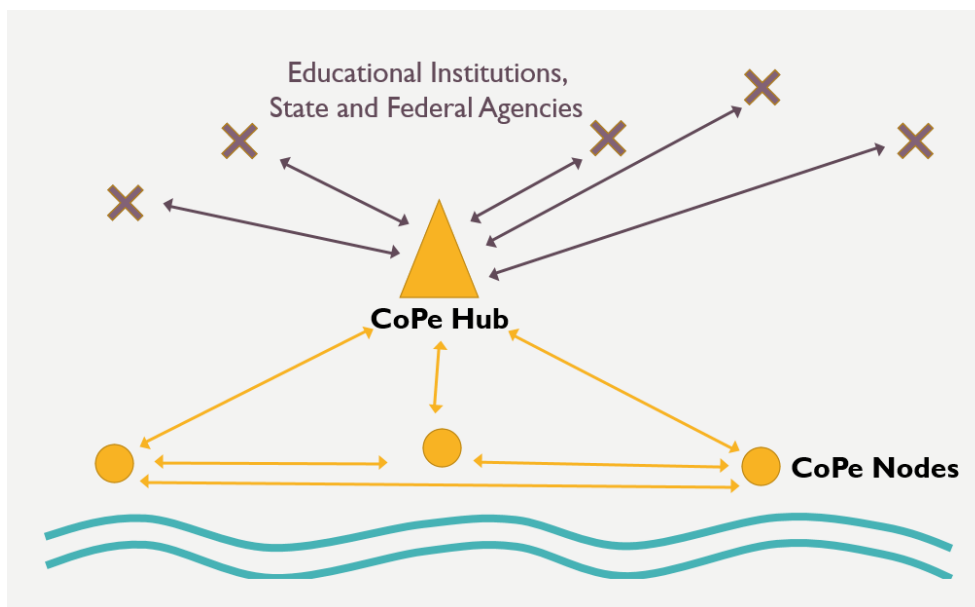 Educational Institutions,
State and Federal Agencies
CoPe Hub
CoPe Nodes